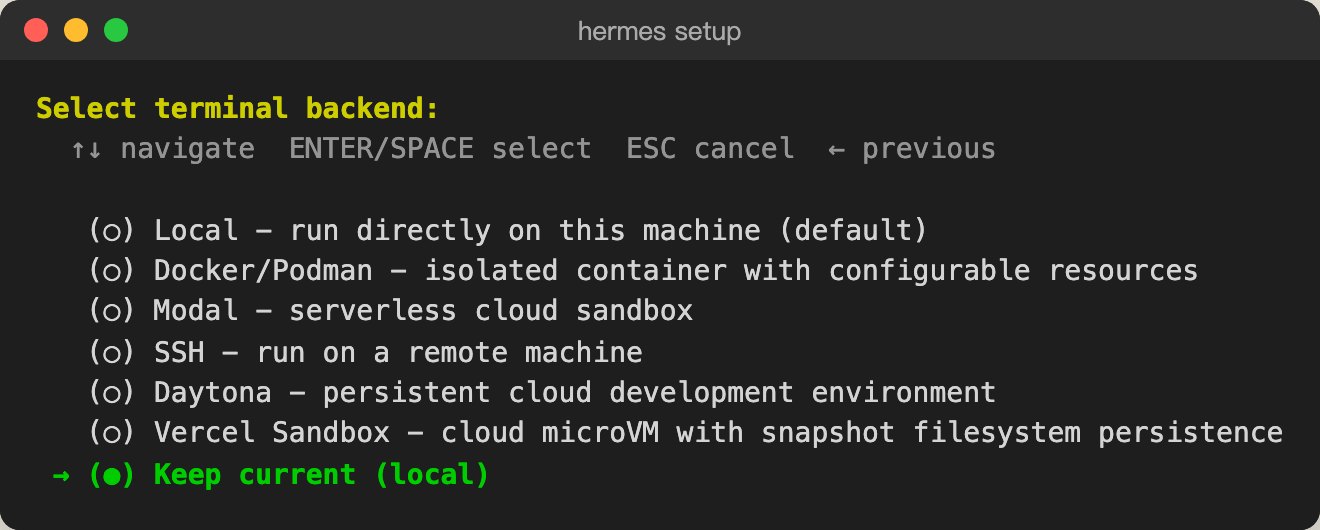 hermes setup
Select terminal backend:
↑↓ navigate  ENTER/SPACE select  ESC cancel  ← previous
(○) Local - run directly on this machine (default)
(○) Docker/Podman - isolated container with configurable resources
(○) Modal - serverless cloud sandbox
(○) SSH - run on a remote machine
(○) Daytona - persistent cloud development environment
(○) Vercel Sandbox - cloud microVM with snapshot filesystem persistence
→ (●) Keep current (local)